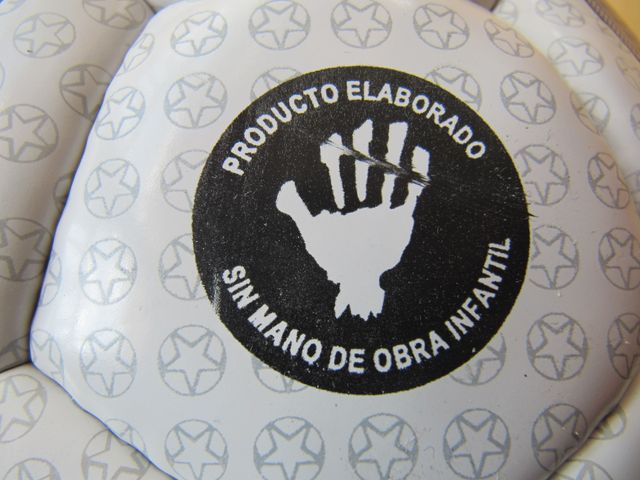 PRODUCTO ELABORADO
SIN MANO DE OBRA INFANTIL